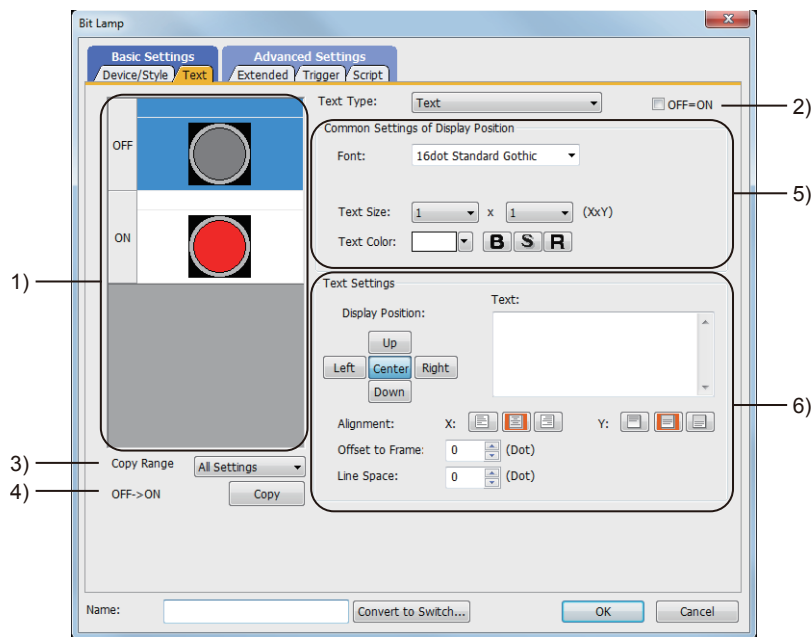 Bit Lamp
Basic Settings Advanced Settings
Device/Style Text Extended Trigger Script
Text Type: Text OFF=ON 2)
Common Settings of Display Position
OFF
Font: 16dot Standard Gothic
5)
Text Size: 1 x 1 (XxY)
ON
Text Color: B S R
1)
Text Settings
Text:
Display Position:
Up
Left Center Right
Down
6)
Alignment: X: Y:
Offset to Frame: 0 (Dot)
3) Copy Range All Settings
Line Space: 0 (Dot)
4) OFF->ON Copy
Name: Convert to Switch... OK Cancel